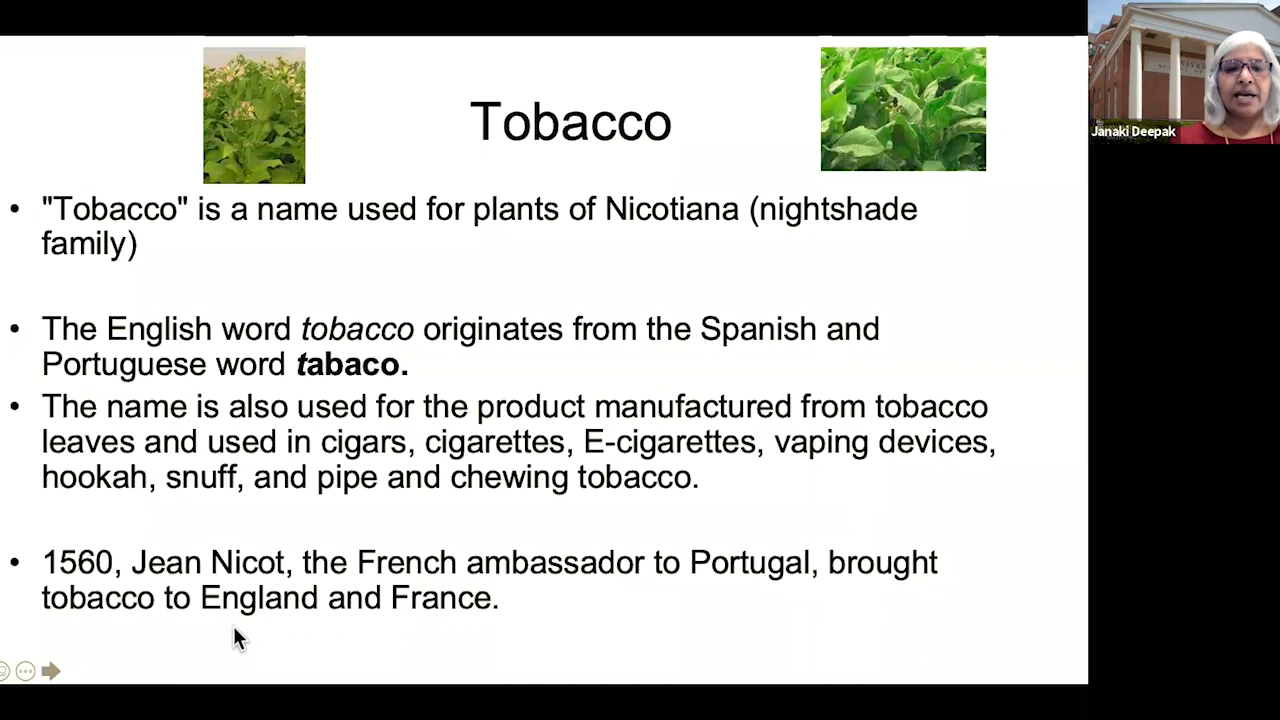 Tobacco
• "Tobacco" is a name used for plants of Nicotiana (nightshade
family)
• The English word tobacco originates from the Spanish and
Portuguese word tabaco.
• The name is also used for the product manufactured from tobacco
leaves and used in cigars, cigarettes, E-cigarettes, vaping devices,
hookah, snuff, and pipe and chewing tobacco.
• 1560, Jean Nicot, the French ambassador to Portugal, brought
tobacco to England and France.
Janaki Deepak